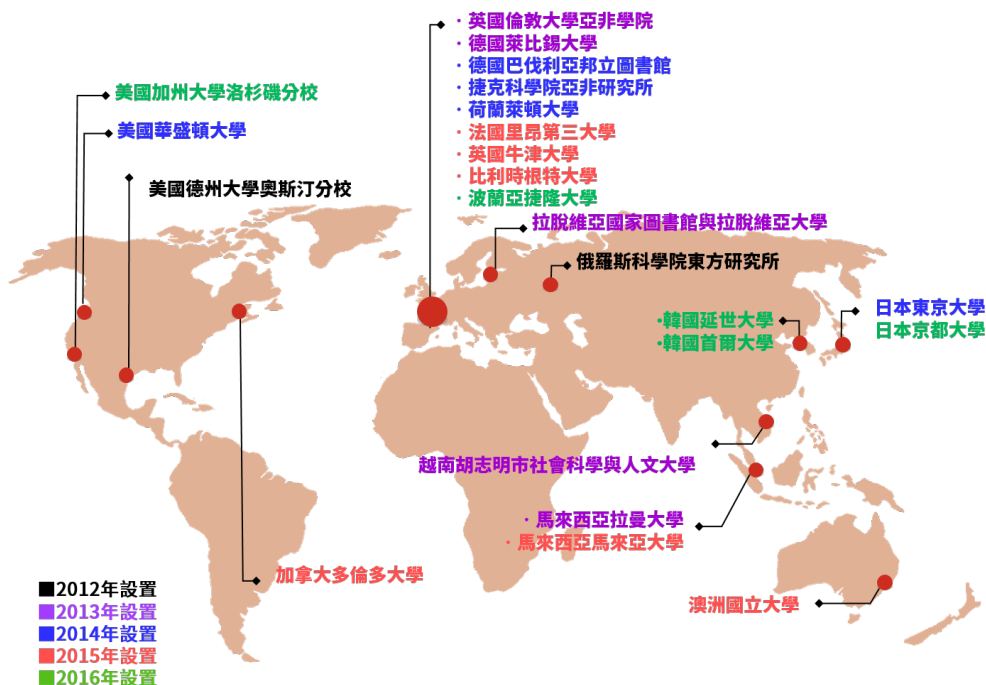 · 英國倫敦大學亞非學院
· 德國萊比錫大學
· 德國巴伐利亞邦立圖書館
· 捷克科學院亞非研究所
· 荷蘭萊頓大學
· 法國里昂第三大學
· 英國牛津大學
· 比利時根特大學
· 波蘭亞捷隆大學
美國加州大學洛杉磯分校
美國華盛頓大學
美國德州大學奧斯汀分校
拉脫維亞國家圖書館與拉脫維亞大學
俄羅斯科學院東方研究所
日本東京大學
日本京都大學
·韓國延世大學
·韓國首爾大學
越南胡志明市社會科學與人文大學
· 馬來西亞拉曼大學
· 馬來西亞馬來亞大學
加拿大多倫多大學
澳洲國立大學
2012年設置
2013年設置
2014年設置
2015年設置
2016年設置